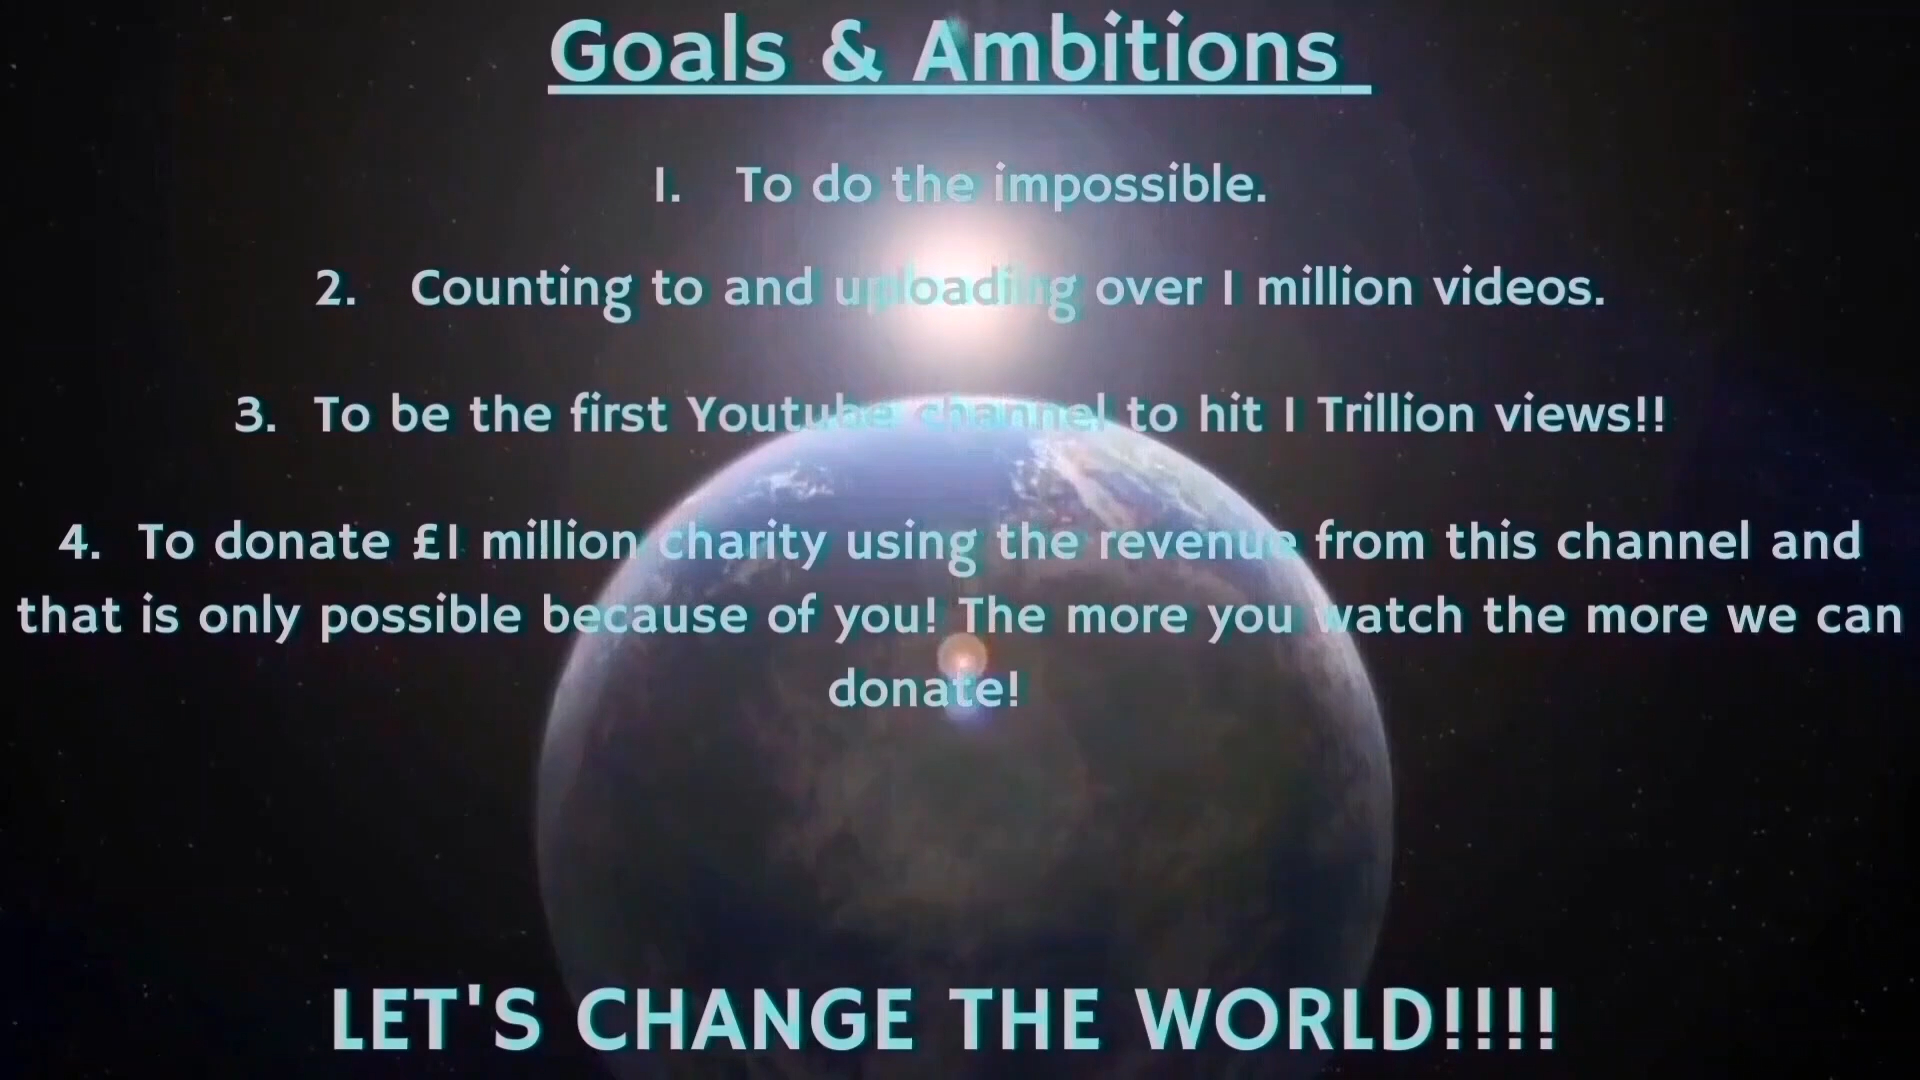 Goals & Ambitions
1. To do the impossible.
2. Counting to and uploading over 1 million videos.
3. To be the first Youtube channel to hit 1 Trillion views!!
4. To donate £1 million charity using the revenue from this channel and
that is only possible because of you! The more you watch the more we can
donate!
LET'S CHANGE THE WORLD!!!!